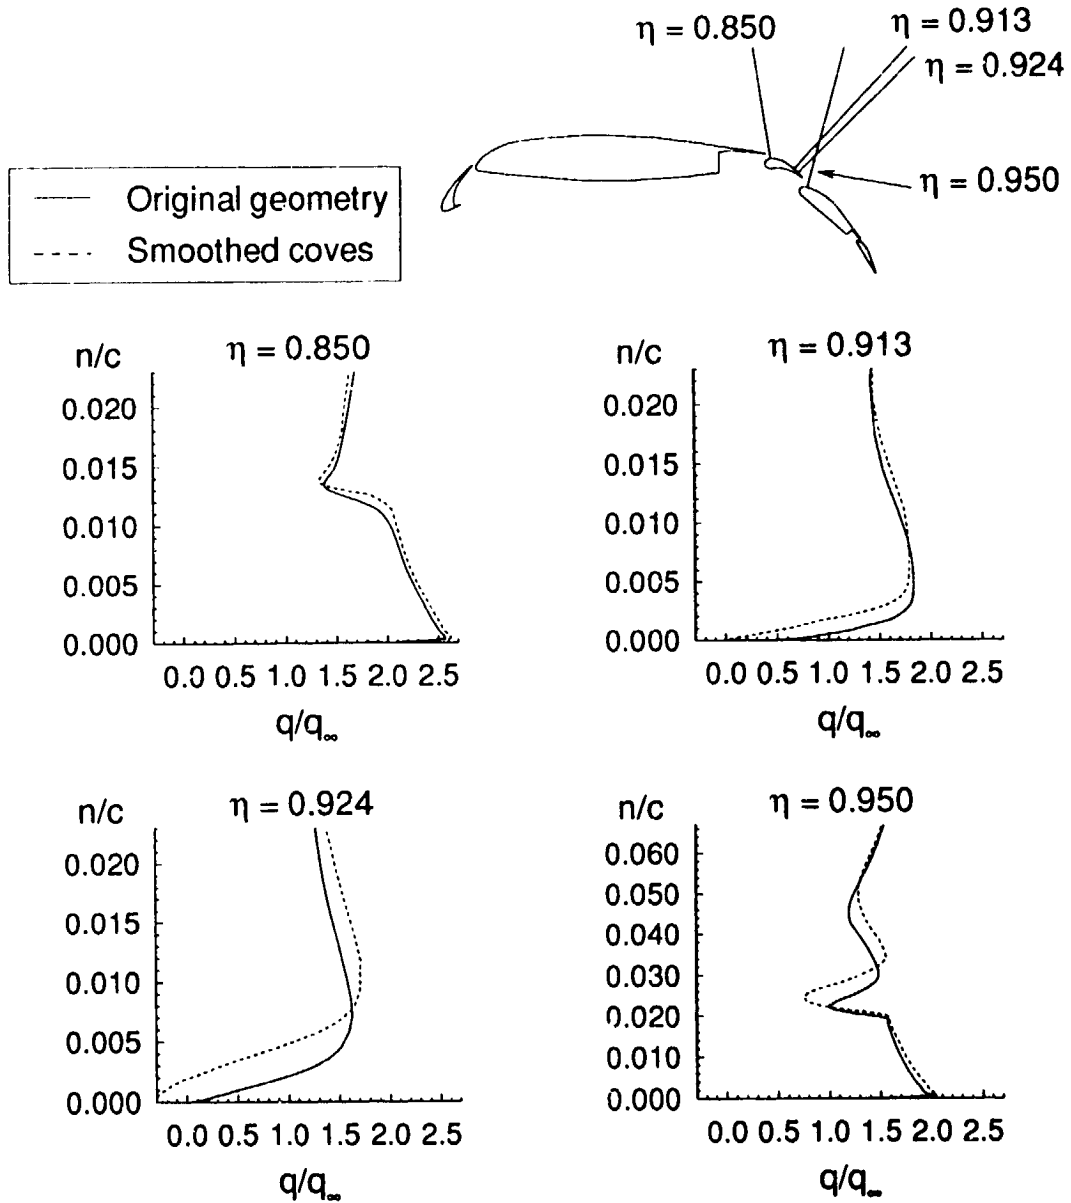 η = 0.850
η = 0.913
η = 0.924
η = 0.950
Original geometry
Smoothed coves
n/c
η = 0.850
0.020
0.015
0.010
0.005
0.000
0.0 0.5 1.0 1.5 2.0 2.5
q/q∞
n/c
η = 0.913
0.020
0.015
0.010
0.005
0.000
0.0 0.5 1.0 1.5 2.0 2.5
q/q∞
n/c
η = 0.924
0.020
0.015
0.010
0.005
0.000
0.0 0.5 1.0 1.5 2.0 2.5
q/q∞
n/c
η = 0.950
0.060
0.050
0.040
0.030
0.020
0.010
0.000
0.0 0.5 1.0 1.5 2.0 2.5
q/q∞